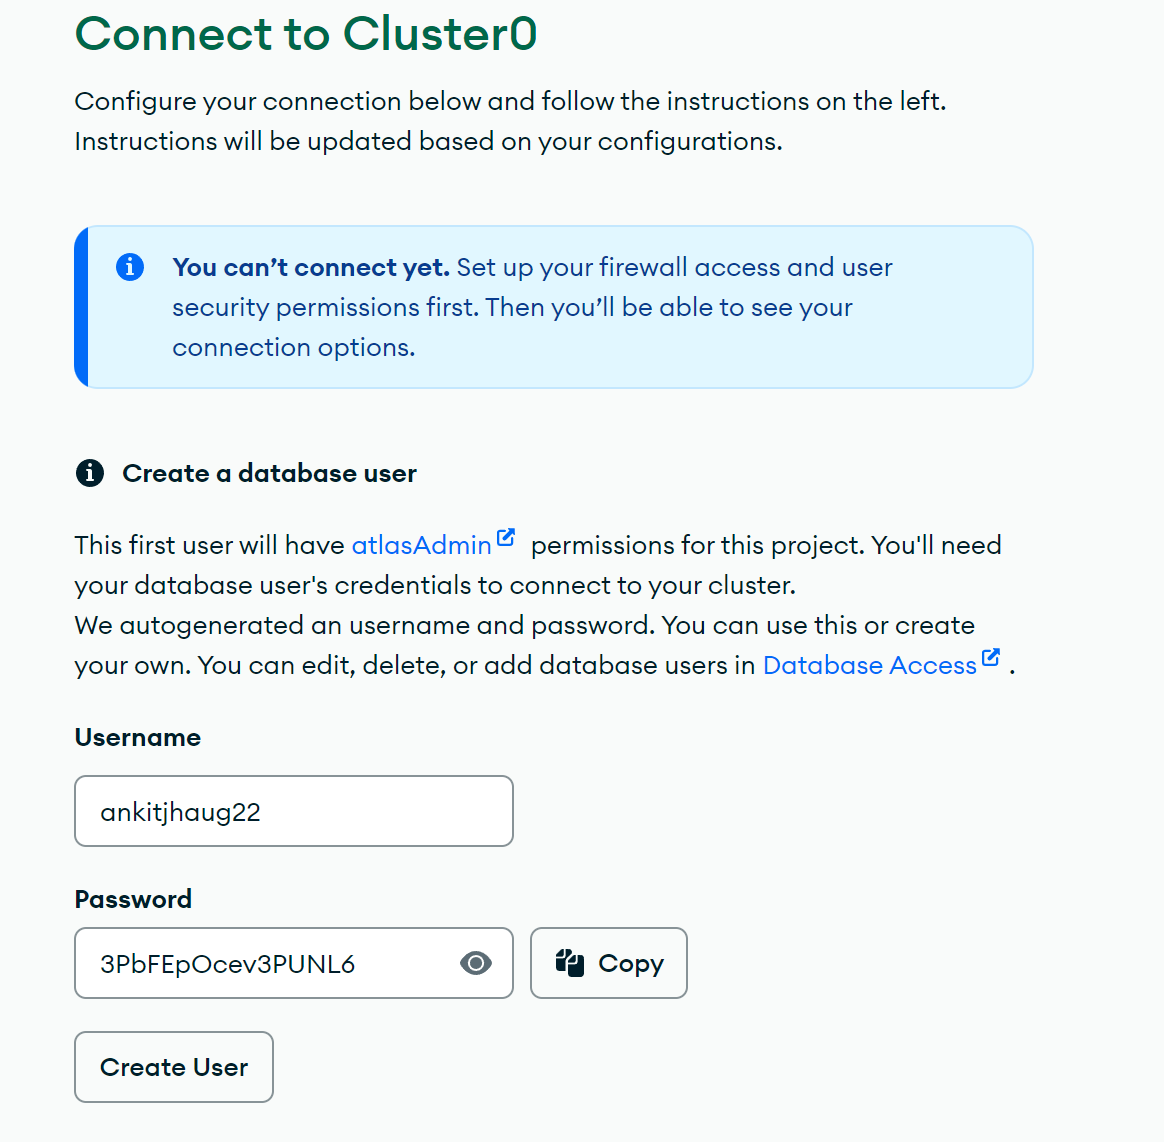 Connect to Cluster0
Configure your connection below and follow the instructions on the left.
Instructions will be updated based on your configurations.
You can’t connect yet. Set up your firewall access and user
security permissions first. Then you’ll be able to see your
connection options.
Create a database user
This first user will have atlasAdmin permissions for this project. You'll need
your database user's credentials to connect to your cluster.
We autogenerated an username and password. You can use this or create
your own. You can edit, delete, or add database users in Database Access .
Username
ankitjhaug22
Password
3PbFEpOcev3PUNL6
Copy
Create User